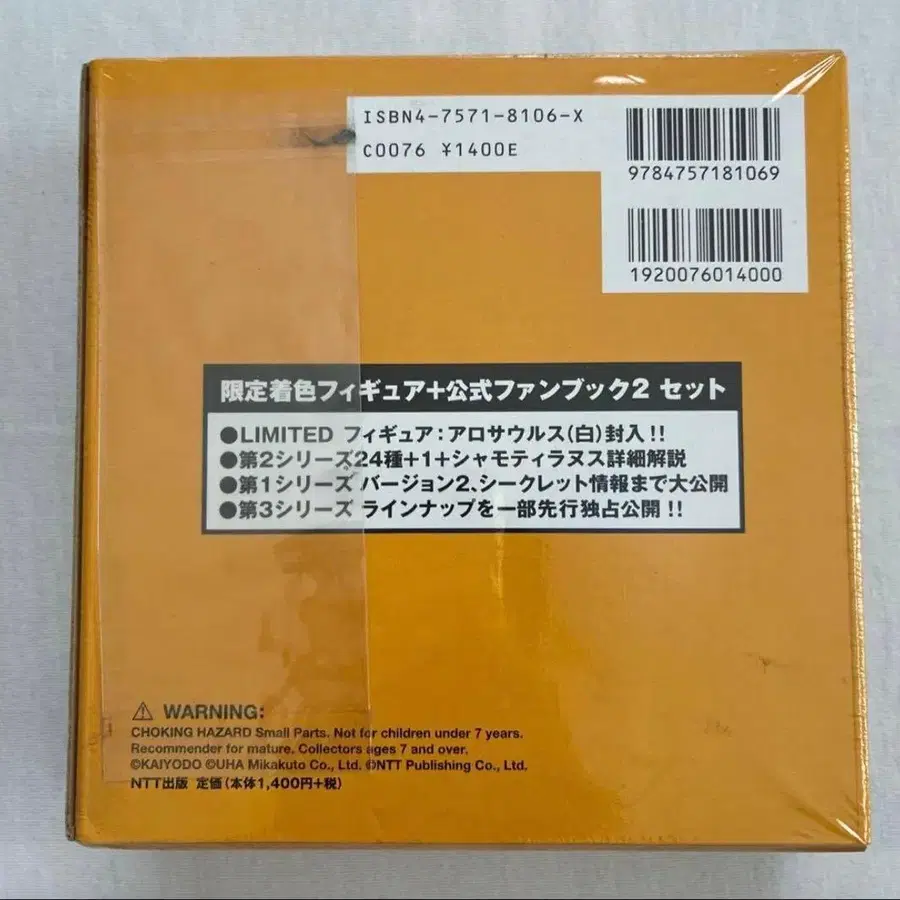 ISBN4-7571-8106-X
C0076 ¥1400E
9784757181069
1920076014000
限定着色フィギュア+公式ファンブック2 セット
●LIMITED フィギュア:アロサウルス(白)封入!!
●第2シリーズ24種+1+シャモティラヌス詳細解説
●第1シリーズ バージョン2、シークレット情報まで大公開
●第3シリーズ ラインナップを一部先行独占公開!!
⚠ WARNING:
CHOKING HAZARD Small Parts. Not for children under 7 years.
Recommender for mature. Collectors ages 7 and over.
©KAIYODO ©UHA Mikakuto Co., Ltd. ©NTT Publishing Co., Ltd.
NTT出版 定価(本体1,400円+税)